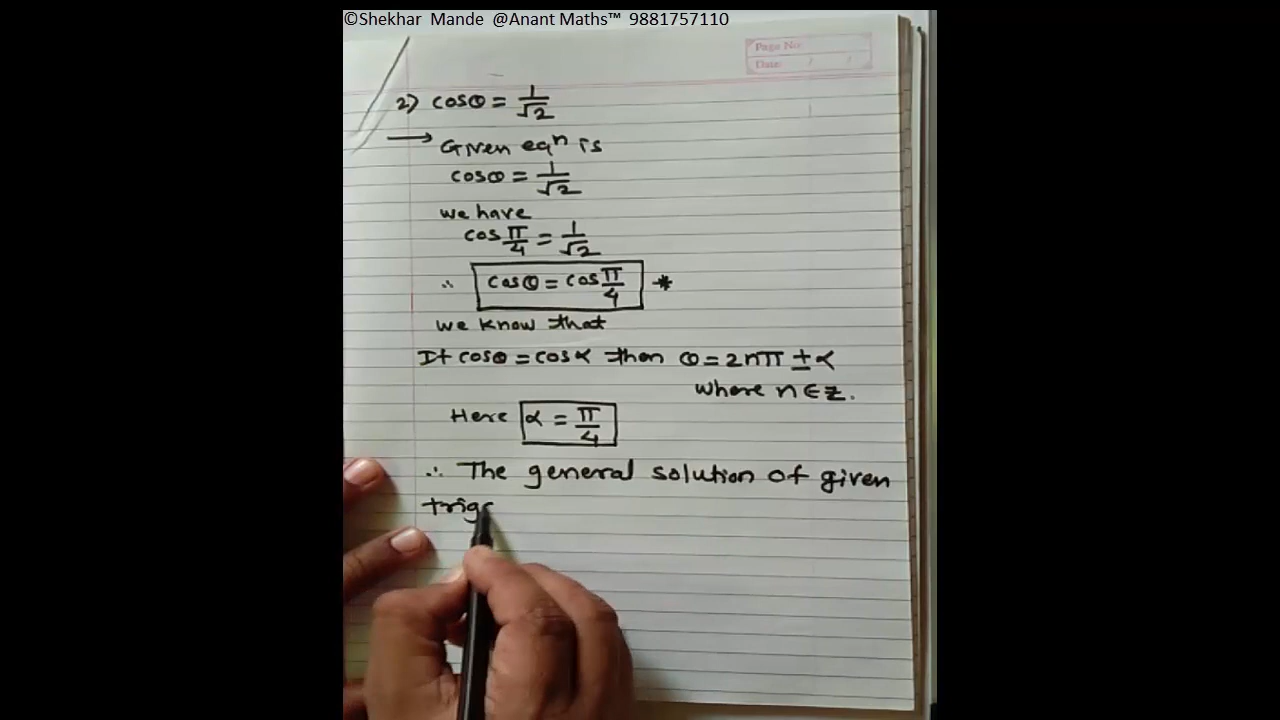 ©Shekhar Mande @Anant Maths™ 9881757110
Page No:
Date: / /
2) cosθ = 1/√2
→ Given eqⁿ is
cosθ = 1/√2
we have
cos π/4 = 1/√2
∴ cosθ = cos π/4 *
we know that
If cosθ = cosα then θ = 2nπ ± α
where n∈z.
Here α = π/4
∴ The general solution of given
trigo